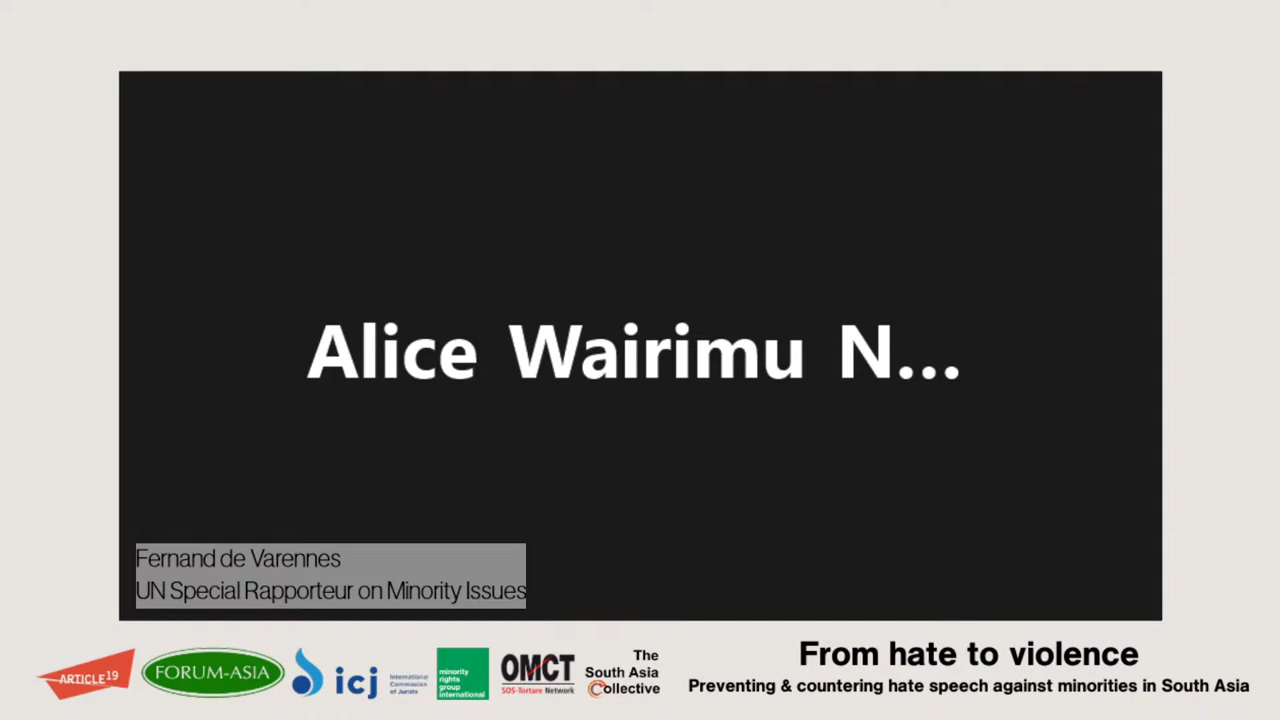 Alice Wairimu N...
Fernand de Varennes
UN Special Rapporteur on Minority Issues
ARTICLE 19
FORUM-ASIA
icj
International
Commission
of Jurists
minority
rights
group
international
OMCT
SOS-Torture Network
The
South Asia
Collective
From hate to violence
Preventing & countering hate speech against minorities in South Asia